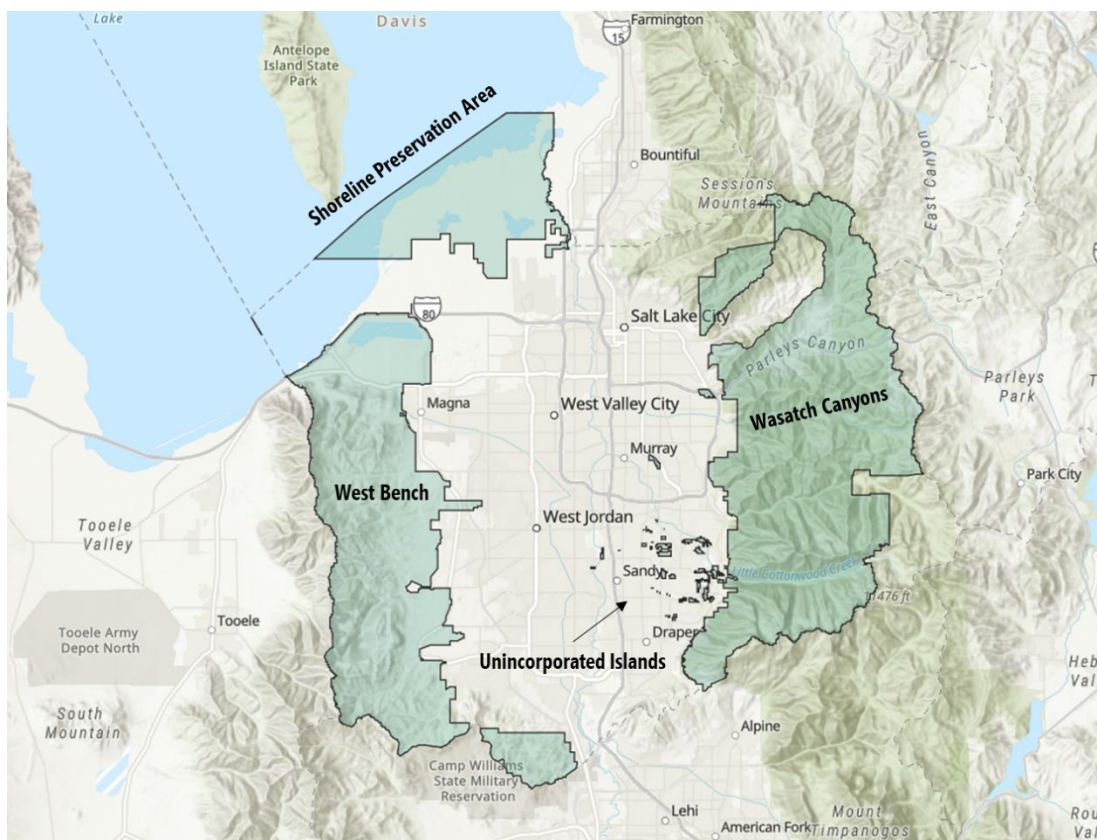 Lake
Davis
Farmington
15
Antelope
Island State
Park
Shoreline Preservation Area
Bountiful
Sessions
Mountains
East Canyon
80
Salt Lake City
Parleys Canyon
Parleys
Park
Magna
West Valley City
Wasatch Canyons
Murray
Park City
West Bench
Tooele
Valley
West Jordan
Sandy
Little Cottonwood Creek
476 ft
Tooele Army
Depot North
Tooele
Draper
Unincorporated Islands
Heb
Val
South
Mountain
Alpine
Camp Williams
State Military
Reservation
Lehi
Mount
Timpanogos
American Fork
Rou
Val